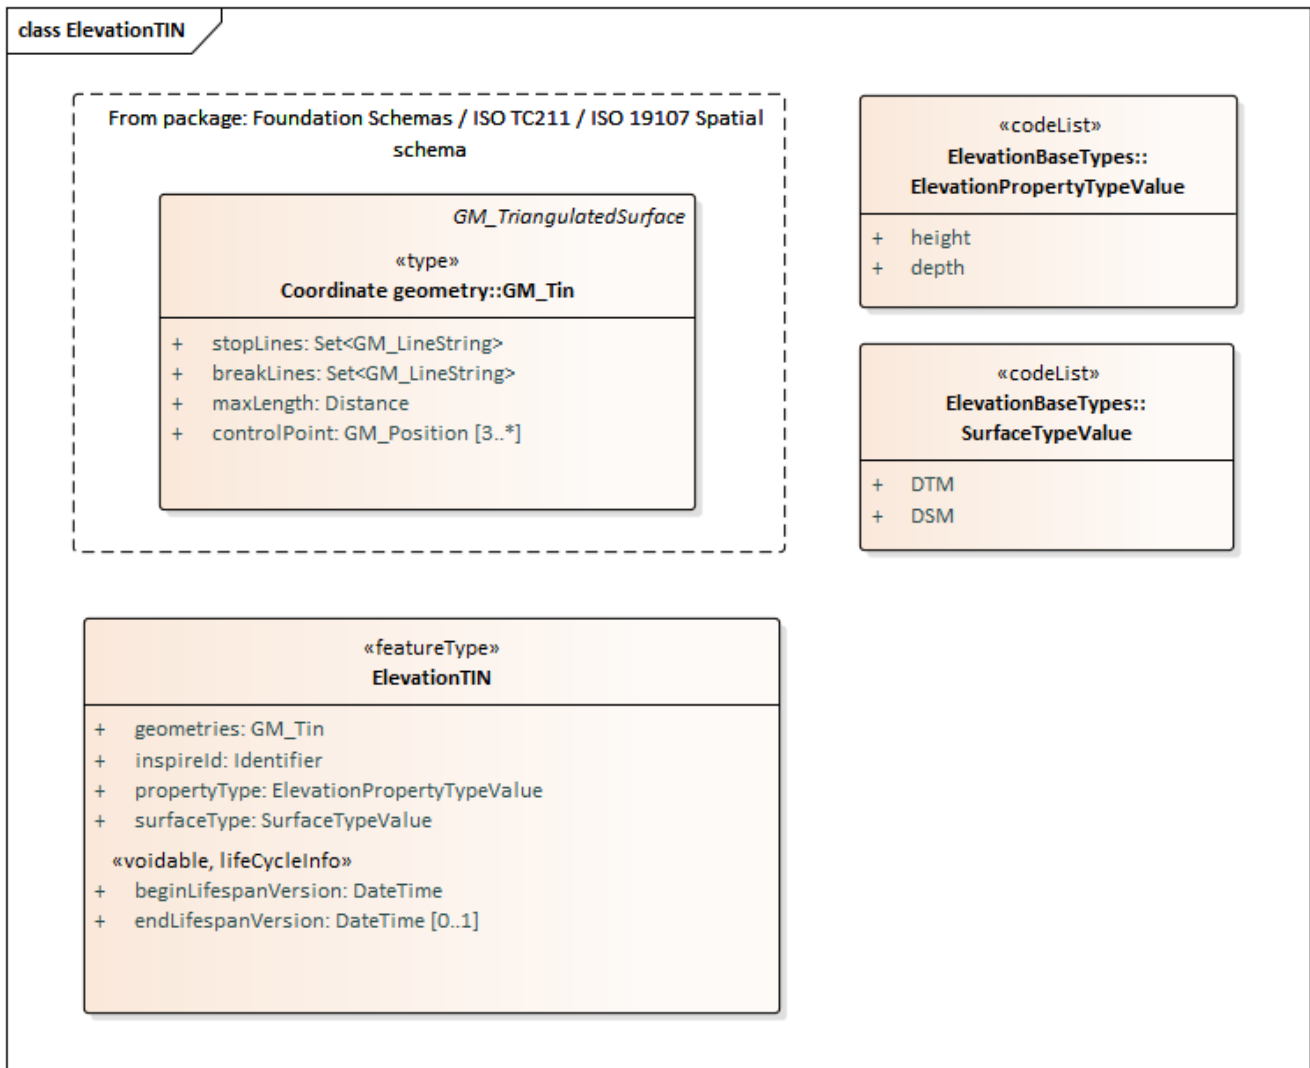 class ElevationTIN
From package: Foundation Schemas / ISO TC211 / ISO 19107 Spatial
schema
GM_TriangulatedSurface
«type»
Coordinate geometry::GM_Tin
+ stopLines: Set<GM_LineString>
+ breakLines: Set<GM_LineString>
+ maxLength: Distance
+ controlPoint: GM_Position [3..*]
«codeList»
ElevationBaseTypes::
ElevationPropertyTypeValue
+ height
+ depth
«codeList»
ElevationBaseTypes::
SurfaceTypeValue
+ DTM
+ DSM
«featureType»
ElevationTIN
+ geometries: GM_Tin
+ inspireId: Identifier
+ propertyType: ElevationPropertyTypeValue
+ surfaceType: SurfaceTypeValue
«voidable, lifeCycleInfo»
+ beginLifespanVersion: DateTime
+ endLifespanVersion: DateTime [0..1]